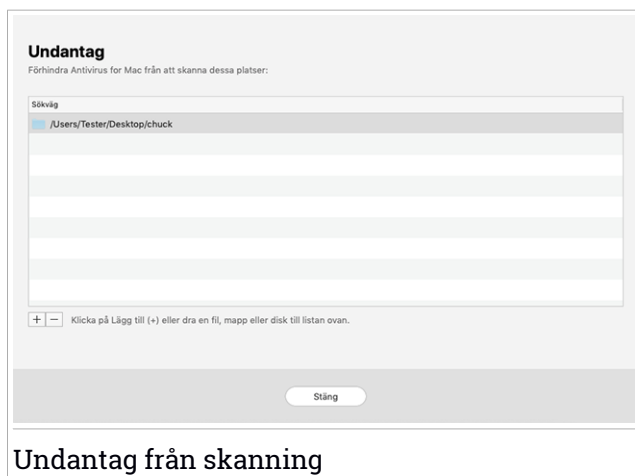 Undantag
Förhindra Antivirus for Mac från att skanna dessa platser:
Sökväg
/Users/Tester/Desktop/chuck
+ − Klicka på Lägg till (+) eller dra en fil, mapp eller disk till listan ovan.
Stäng
Undantag från skanning